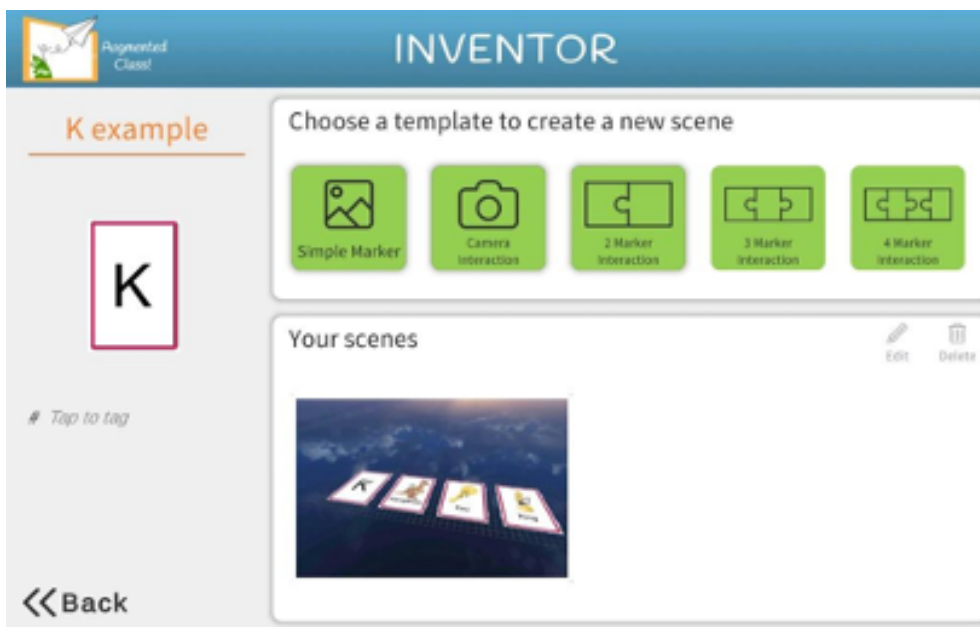 Augmented
Class!
INVENTOR
K example
K
# Tap to tag
Back
Choose a template to create a new scene
Simple Marker
Camera
Interaction
2 Marker
Interaction
3 Marker
Interaction
4 Marker
Interaction
Your scenes
Edit
Delete
K